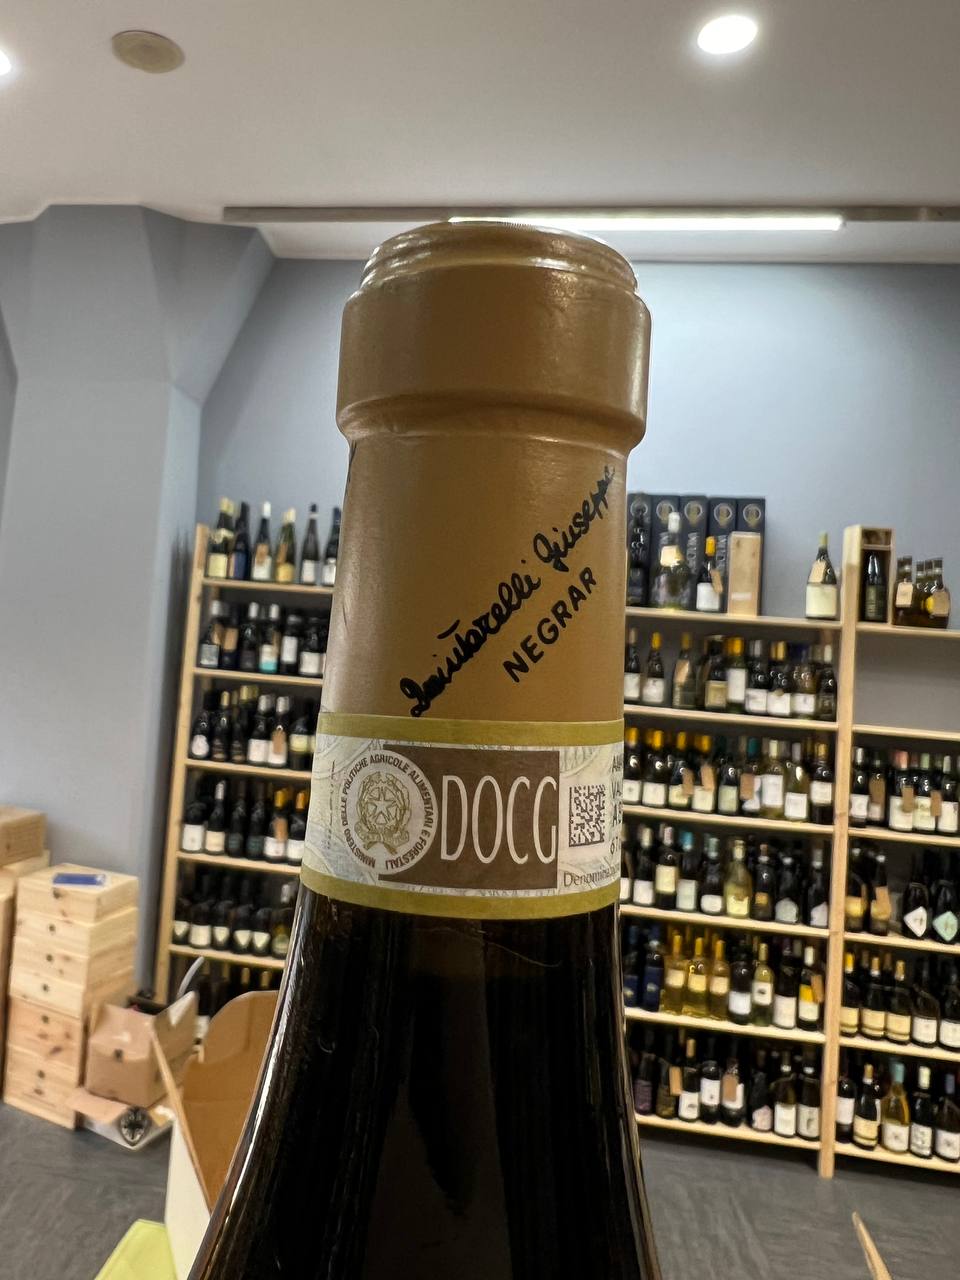 Quintarelli Giuseppe
NEGRAR
MINISTERO DELLE POLITICHE AGRICOLE ALIMENTARI E FORESTALI
DOCG